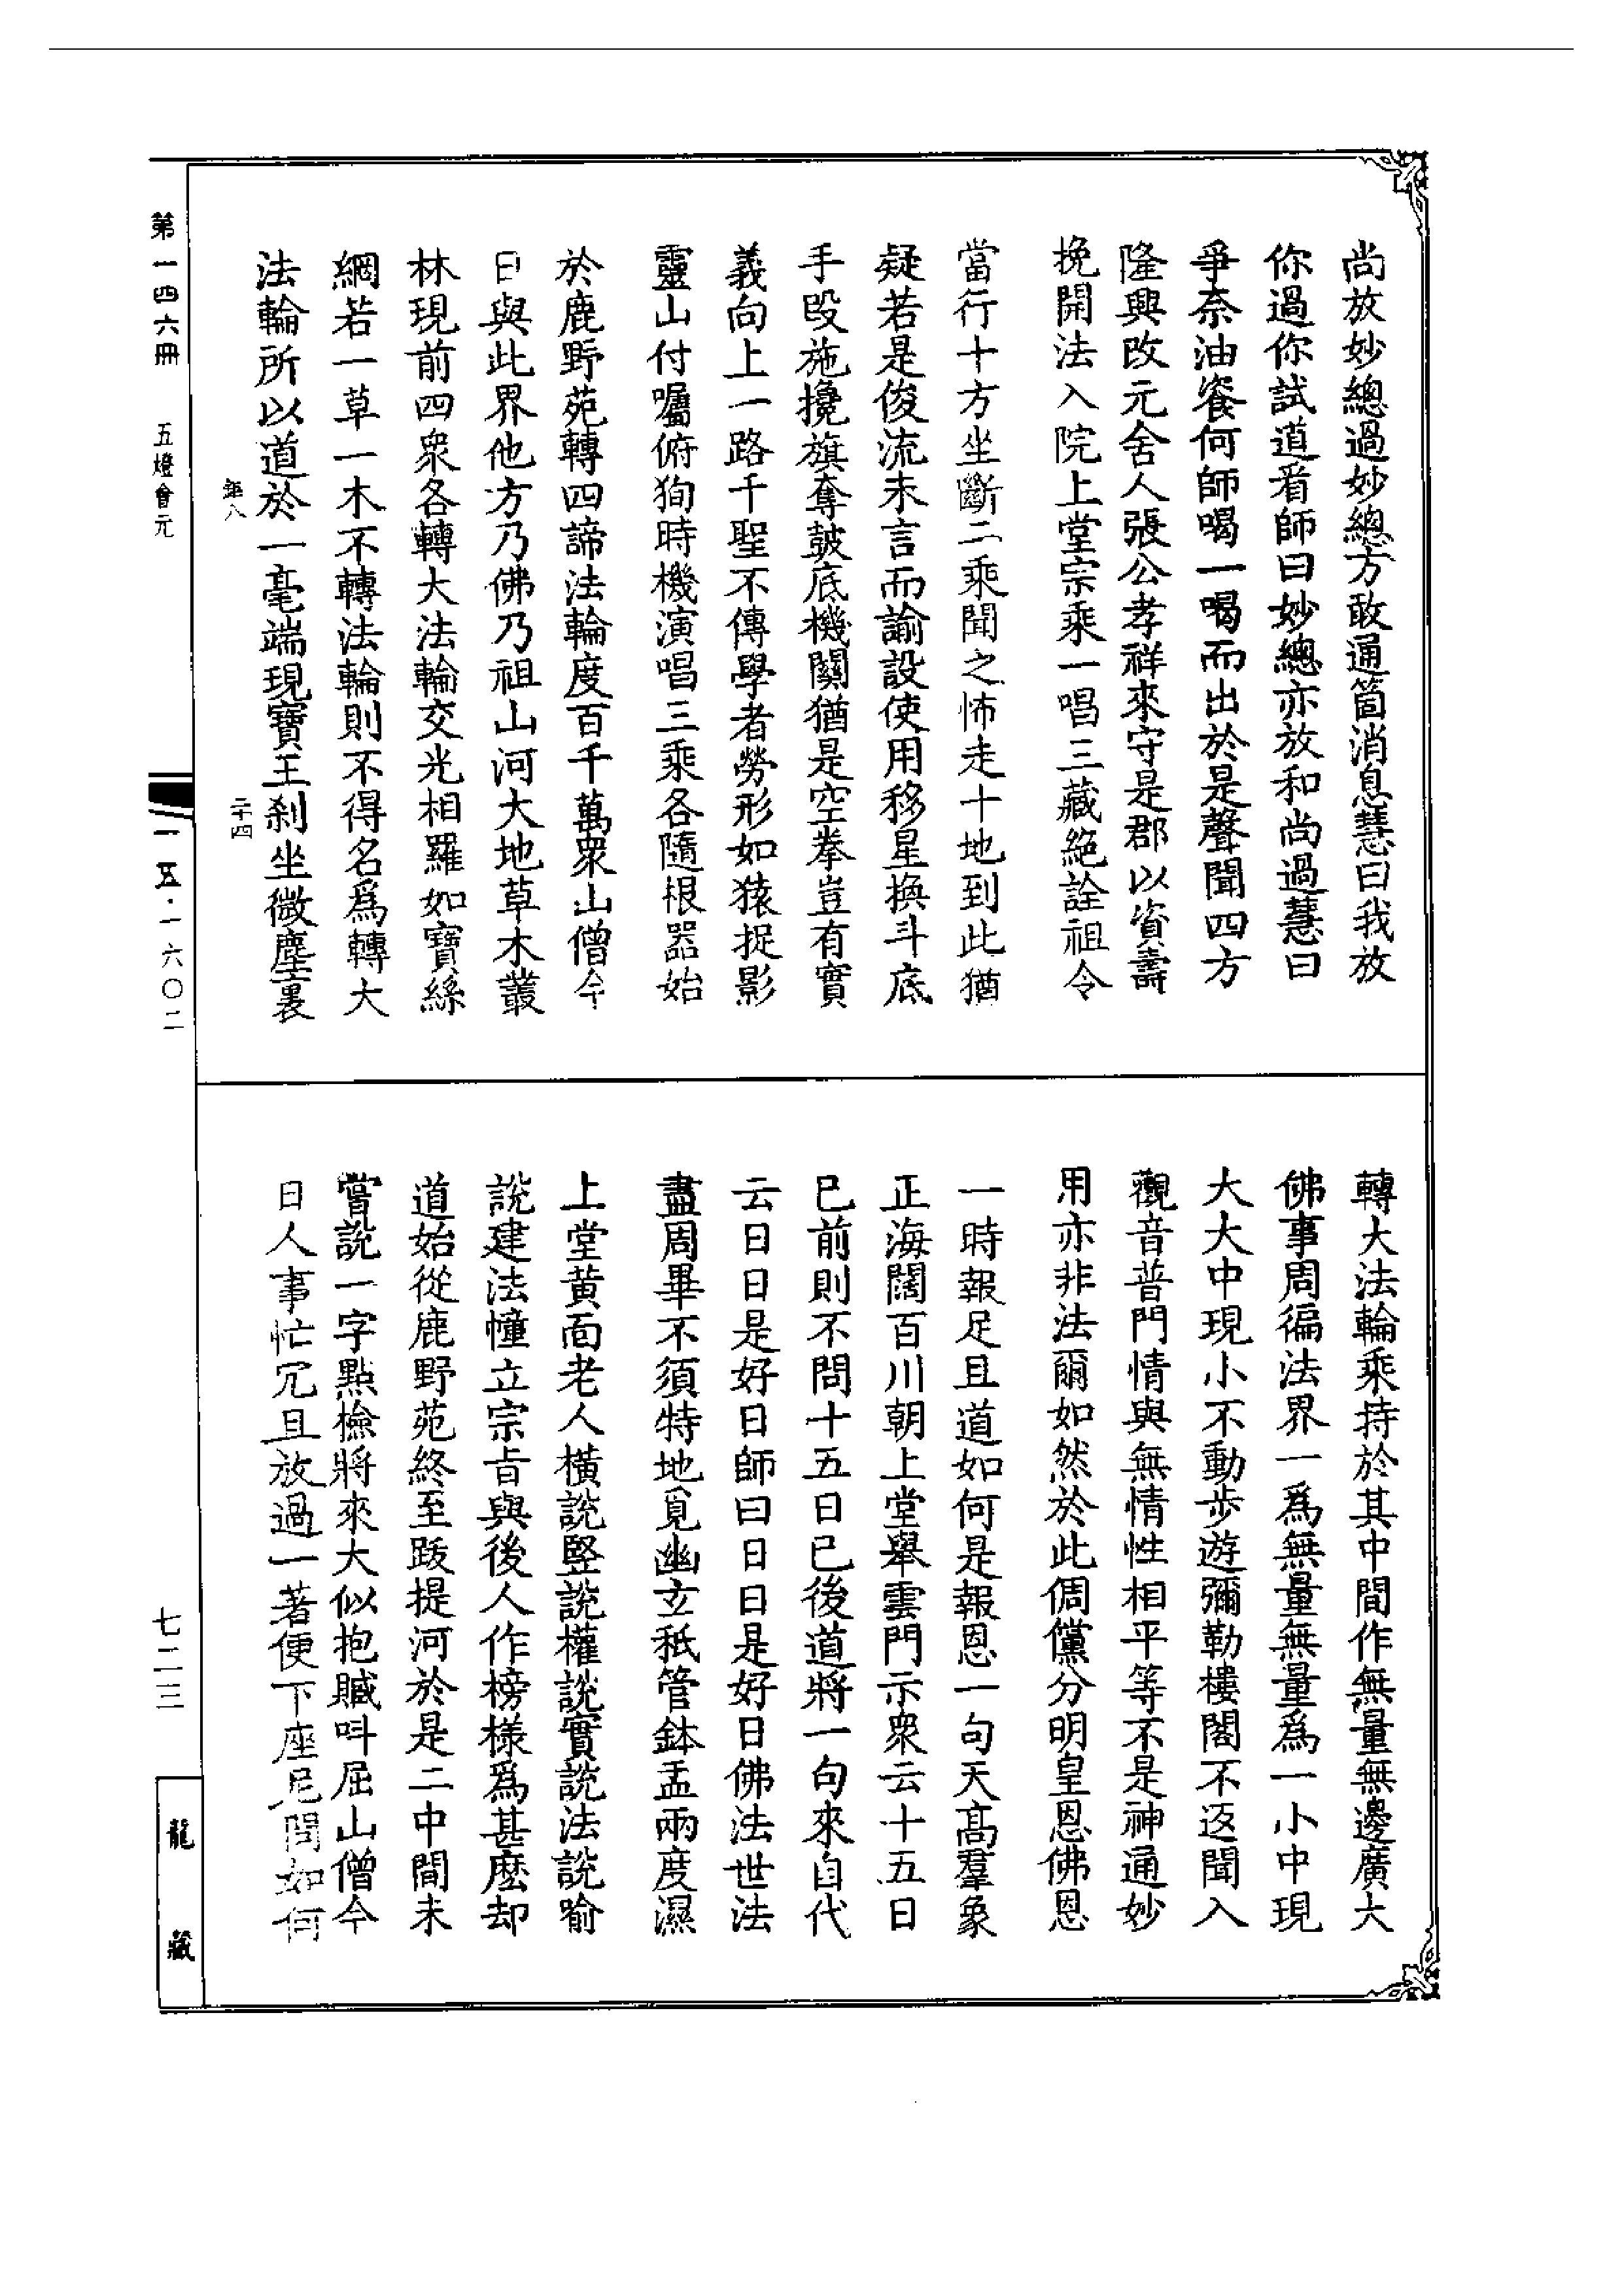 尚放妙總過妙總方敢通箇消息慧曰我放
你過你試道看師曰妙總亦放和尚過慧曰
爭奈油餈何師喝一喝而出於是聲聞四方
隆興改元舍人張公孝祥來守是郡以資壽
挽開法入院上堂宗乘一唱三藏絕詮祖令
當行十方坐斷二乘聞之怖走十地到此猶
疑若是俊流未言而諭設使用移星換斗底
手段施攙旗奪鼓底機關猶是空拳豈有實
義向上一路千聖不傳學者勞形如猿捉影
靈山付囑俯狥時機演唱三乘各隨根器始
於鹿野苑轉四諦法輪度百千萬眾山僧今
日與此界他方乃佛乃祖山河大地草木叢
林現前四眾各轉大法輪交光相羅如寶絲
網若一草一木不轉法輪則不得名為轉大
法輪所以道於一毫端現寶王剎坐微塵裏
轉大法輪乘持於其中間作無量無邊廣大
佛事周徧法界一為無量無量為一小中現
大大中現小不動步遊彌勒樓閣不返聞入
觀音普門情與無情性相平等不是神通妙
用亦非法爾如然於此倜儻分明皇恩佛恩
一時報足且道如何是報恩一句天高羣象
正海闊百川朝上堂舉雲門示眾云十五日
已前則不問十五日已後道將一句來自代
云日日是好日師曰日日是好日佛法世法
盡周畢不須特地覓幽玄秪管鉢盂兩度濕
上堂黃面老人橫說竪說權說實說法說喻
說建法幢立宗旨與後人作榜樣為甚麼却
道始從鹿野苑終至跋提河於是二中間未
嘗說一字點檢將來大似抱贓呌屈山僧今
日人事忙冗且放過一著便下座尼問如何
鉅八
二十四
第一四六冊 五燈會元
一五·一六〇二
七二三
龍藏